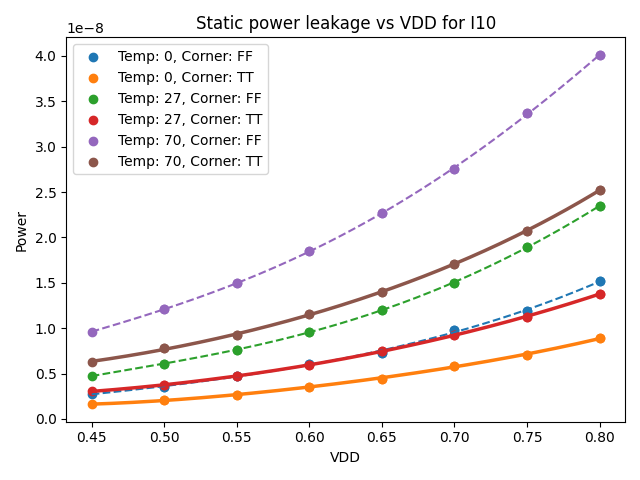 Static power leakage vs VDD for I10
1e−8
Temp: 0, Corner: FF
Temp: 0, Corner: TT
Temp: 27, Corner: FF
Temp: 27, Corner: TT
Temp: 70, Corner: FF
Temp: 70, Corner: TT
4.0
3.5
3.0
2.5
2.0
1.5
1.0
0.5
0.0
Power
0.45 0.50 0.55 0.60 0.65 0.70 0.75 0.80
VDD